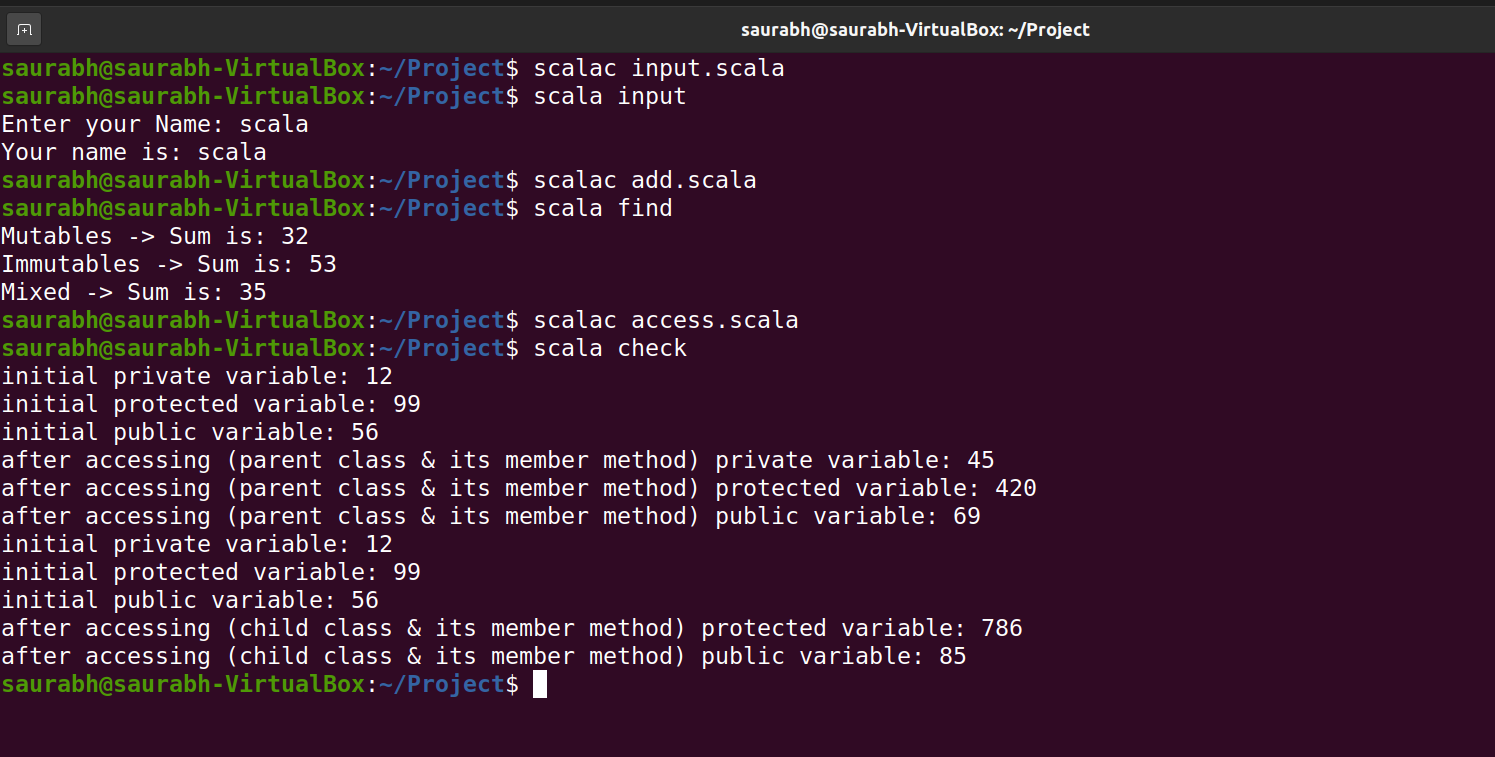 saurabh@saurabh-VirtualBox: ~/Project
saurabh@saurabh-VirtualBox:~/Project$ scalac input.scala
saurabh@saurabh-VirtualBox:~/Project$ scala input
Enter your Name: scala
Your name is: scala
saurabh@saurabh-VirtualBox:~/Project$ scalac add.scala
saurabh@saurabh-VirtualBox:~/Project$ scala find
Mutables -> Sum is: 32
Immutables -> Sum is: 53
Mixed -> Sum is: 35
saurabh@saurabh-VirtualBox:~/Project$ scalac access.scala
saurabh@saurabh-VirtualBox:~/Project$ scala check
initial private variable: 12
initial protected variable: 99
initial public variable: 56
after accessing (parent class & its member method) private variable: 45
after accessing (parent class & its member method) protected variable: 420
after accessing (parent class & its member method) public variable: 69
initial private variable: 12
initial protected variable: 99
initial public variable: 56
after accessing (child class & its member method) protected variable: 786
after accessing (child class & its member method) public variable: 85
saurabh@saurabh-VirtualBox:~/Project$